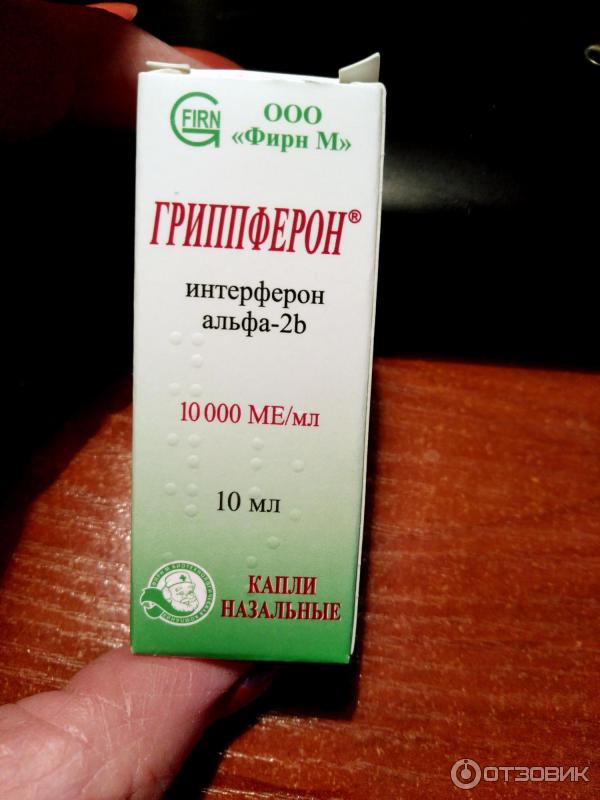 FIRN
ООО
«Фирн М»
ГРИППФЕРОН®
интерферон
альфа-2b
10 000 МЕ/мл
10 мл
КАПЛИ
НАЗАЛЬНЫЕ
ОТЗОВИК